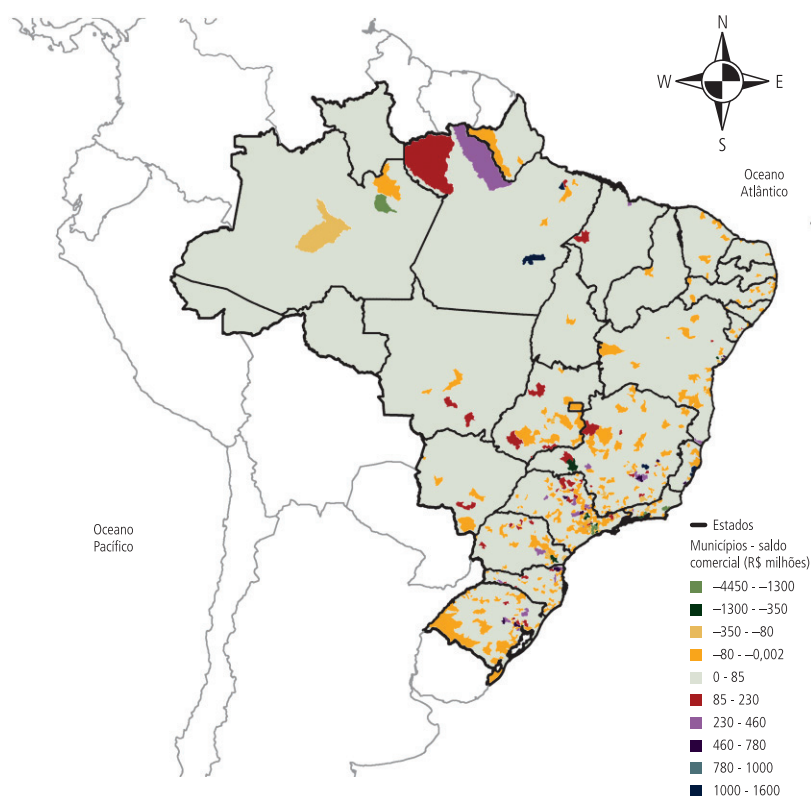 N
W
E
S
Oceano
Atlântico
Oceano
Pacífico
Estados
Municípios - saldo
comercial (R$ milhões)
–4450 - –1300
–1300 - –350
–350 - –80
–80 - –0,002
0 - 85
85 - 230
230 - 460
460 - 780
780 - 1000
1000 - 1600